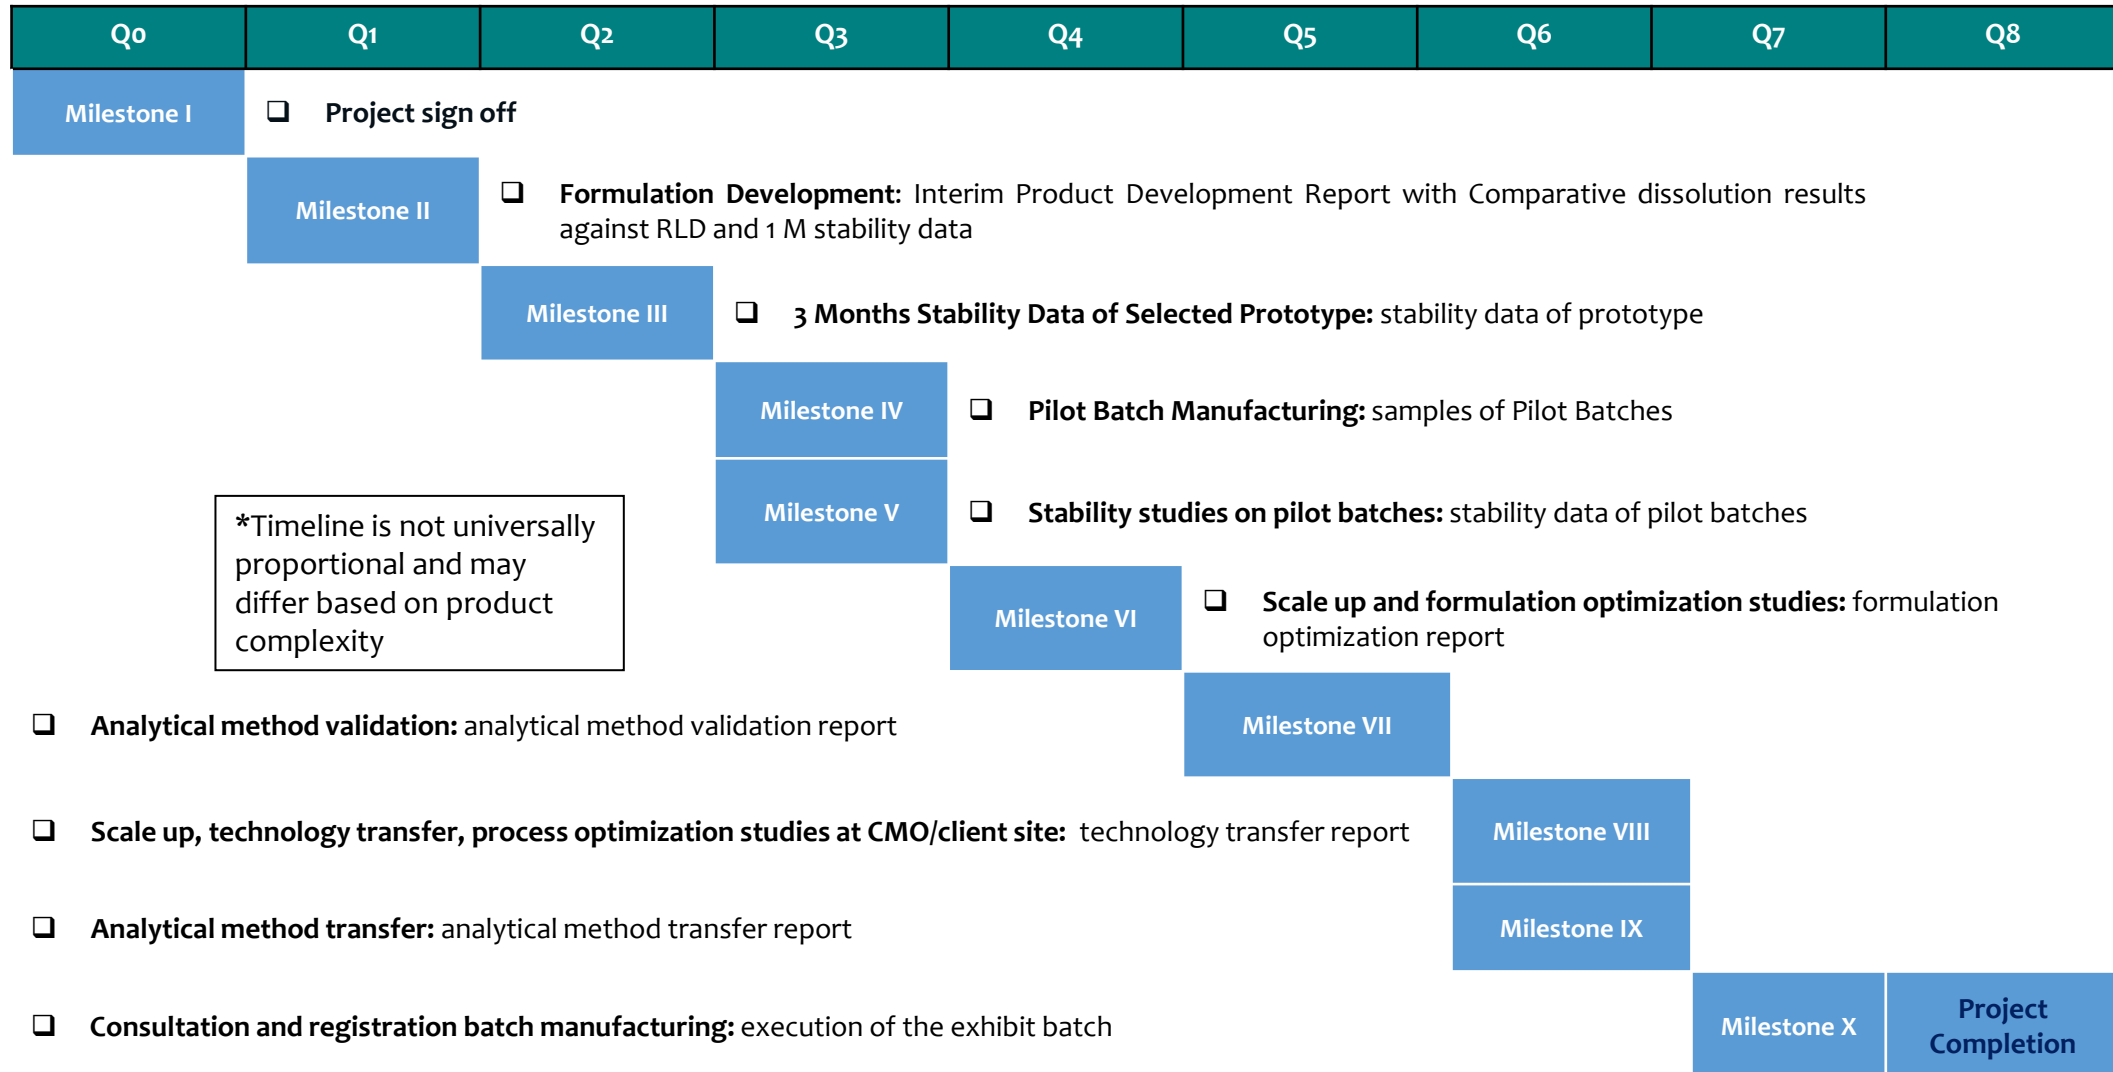 Q0 Q1 Q2 Q3 Q4 Q5 Q6 Q7 Q8
Milestone I
Project sign off
Milestone II
Formulation Development: Interim Product Development Report with Comparative dissolution results
against RLD and 1 M stability data
Milestone III
3 Months Stability Data of Selected Prototype: stability data of prototype
Milestone IV
Pilot Batch Manufacturing: samples of Pilot Batches
Milestone V
Stability studies on pilot batches: stability data of pilot batches
*Timeline is not universally
proportional and may
differ based on product
complexity
Milestone VI
Scale up and formulation optimization studies: formulation
optimization report
Analytical method validation: analytical method validation report
Milestone VII
Scale up, technology transfer, process optimization studies at CMO/client site: technology transfer report
Milestone VIII
Analytical method transfer: analytical method transfer report
Milestone IX
Consultation and registration batch manufacturing: execution of the exhibit batch
Milestone X
Project
Completion